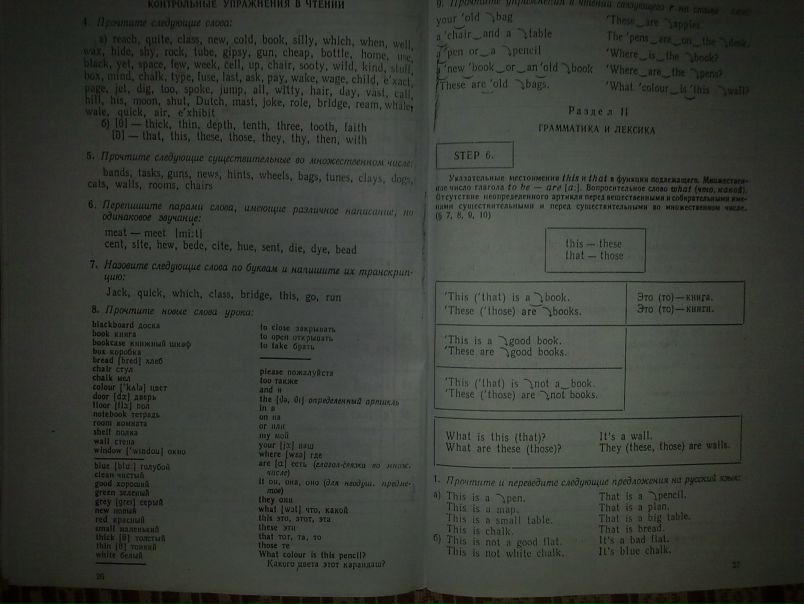 КОНТРОЛЬНЫЕ УПРАЖНЕНИЯ В ЧТЕНИИ
4. Прочтите следующие слова:
а) reach, quite, class, new, cold, book, silly, which, when, well,
wax, hide, shy, rock, tube, gipsy, gun, cheap, bottle, home, use,
black, yet, space, few, week, cell, up, chair, sooty, wild, kind, stuff,
box, mind, chalk, type, fuse, last, ask, pay, wake, wage, child, e'xact,
page, jet, dig, too, spoke, jump, all, witty, hair, day, vast, call,
hill, his, moon, shut, Dutch, mast, joke, role, bridge, ream, whale,
wale, quick, air, e'xhibit
б) [θ] — thick, thin, depth, tenth, three, tooth, faith
[ð] — that, this, these, those, they, thy, then, with
5. Прочтите следующие существительные во множественном числе:
bands, tasks, guns, news, hints, wheels, bags, tunes, clays, dogs,
cats, walls, rooms, chairs
6. Перепишите парами слова, имеющие различное написание, но
одинаковое звучание:
meat — meet [mi:t]
cent, site, hew, bede, cite, hue, sent, die, dye, bead
7. Назовите следующие слова по буквам и напишите их транскрип-
цию:
Jack, quick, which, class, bridge, this, go, run
8. Прочтите новые слова урока:
blackboard доска
book книга
bookcase книжный шкаф
box коробка
bread [bred] хлеб
chair стул
chalk мел
colour ['kʌlə] цвет
door [dɔ:] дверь
floor [flɔ:] пол
notebook тетрадь
room комната
shelf полка
wall стена
window ['windou] окно
blue [blu:] голубой
clean чистый
good хороший
green зеленый
grey [grei] серый
new новый
red красный
small маленький
thick [θ] толстый
thin [θ] тонкий
white белый
to close закрывать
to open открывать
to take брать
please пожалуйста
too также
and и
the [ðə, ði] определенный артикль
in в
on на
or или
my мой
your [jɔ:] ваш
where [wɛə] где
are [ɑ:] есть (глагол-связка во множ.
числе)
it он, она, оно (для неодуш. предме-
тов)
they они
what [wɔt] что, какой
this это, этот, эта
these эти
that тот, та, то
those те
What colour is this pencil?
Какого цвета этот карандаш?
26
9. Прочтите упражнения в чтении
your 'old bag
a 'chair and a table
a 'pen or a pencil
a 'new 'book or an 'old book
'These are 'old bags.
'These are apples.
The 'pens are on the desk.
'Where is the book?
'Where are the pens?
'What 'colour is 'this wall?
Раздел II
ГРАММАТИКА И ЛЕКСИКА
STEP 6.
Указательные местоимения this и that в функции подлежащего. Множествен-
ное число глагола to be — are [ɑ:]. Вопросительное слово what (что, какой).
Отсутствие неопределенного артикля перед вещественными и собирательными име-
нами существительными и перед существительными во множественном числе.
(§ 7, 8, 9, 10)
this — these
that — those
'This ('that) is a book.
'These ('those) are books.
Это (то) — книга.
Это (то) — книги.
'This is a good book.
'These are good books.
'This ('that) is not a book.
'These ('those) are not books.
What is this (that)?
What are these (those)?
It's a wall.
They (these, those) are walls.
1. Прочтите и переведите следующие предложения на русский язык:
а) This is a pen.
This is a map.
This is a small table.
This is chalk.
б) This is not a good flat.
This is not white chalk.
That is a pencil.
That is a plan.
That is a big table.
That is bread.
It's a bad flat.
It's blue chalk.
27